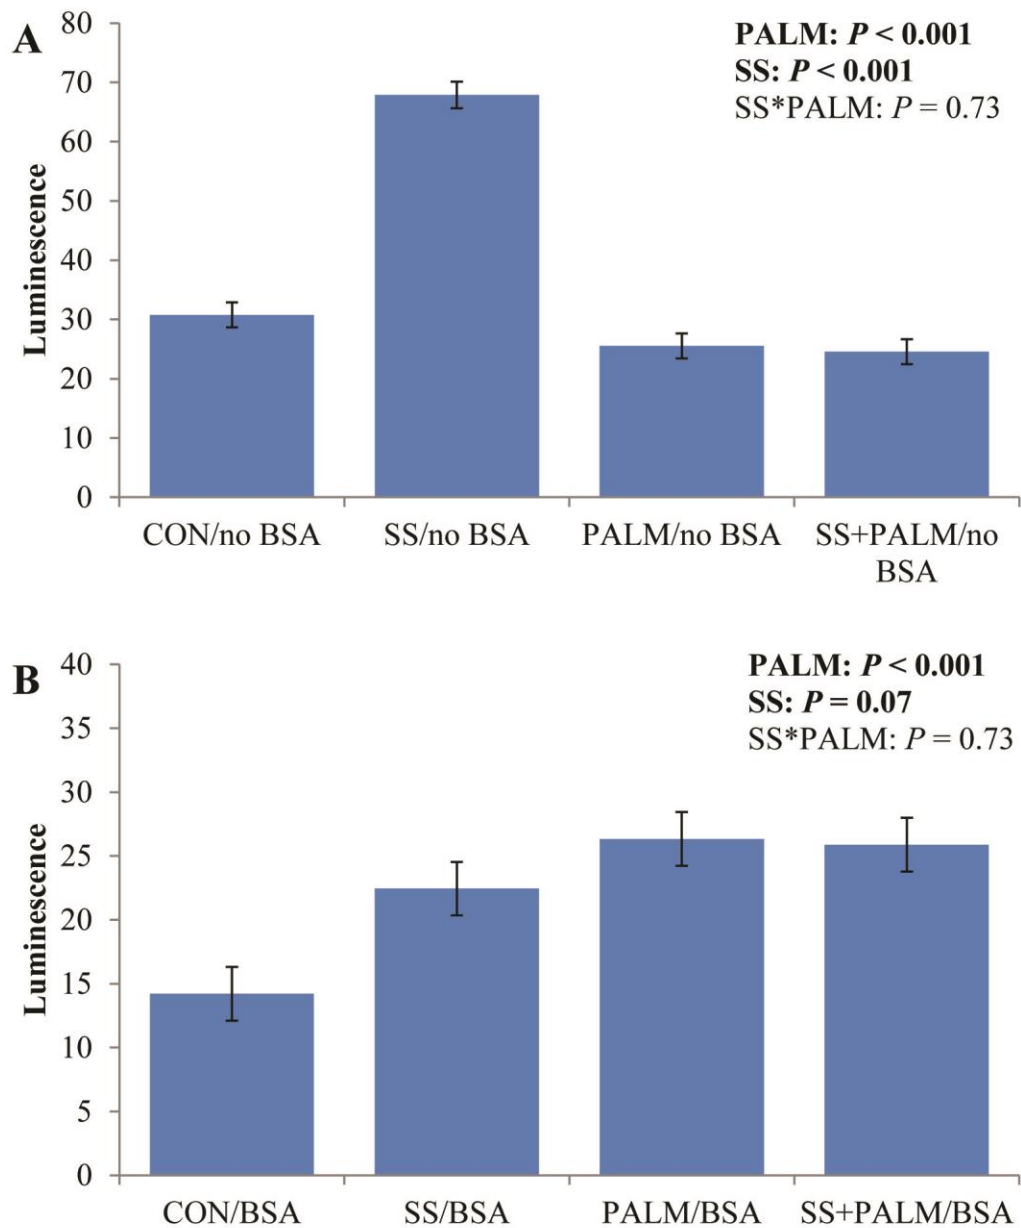 A
PALM: P < 0.001
SS: P < 0.001
SS*PALM: P = 0.73
Luminescence
80
70
60
50
40
30
20
10
0
CON/no BSA
SS/no BSA
PALM/no BSA
SS+PALM/no
BSA
B
PALM: P < 0.001
SS: P = 0.07
SS*PALM: P = 0.73
Luminescence
40
35
30
25
20
15
10
5
0
CON/BSA
SS/BSA
PALM/BSA
SS+PALM/BSA